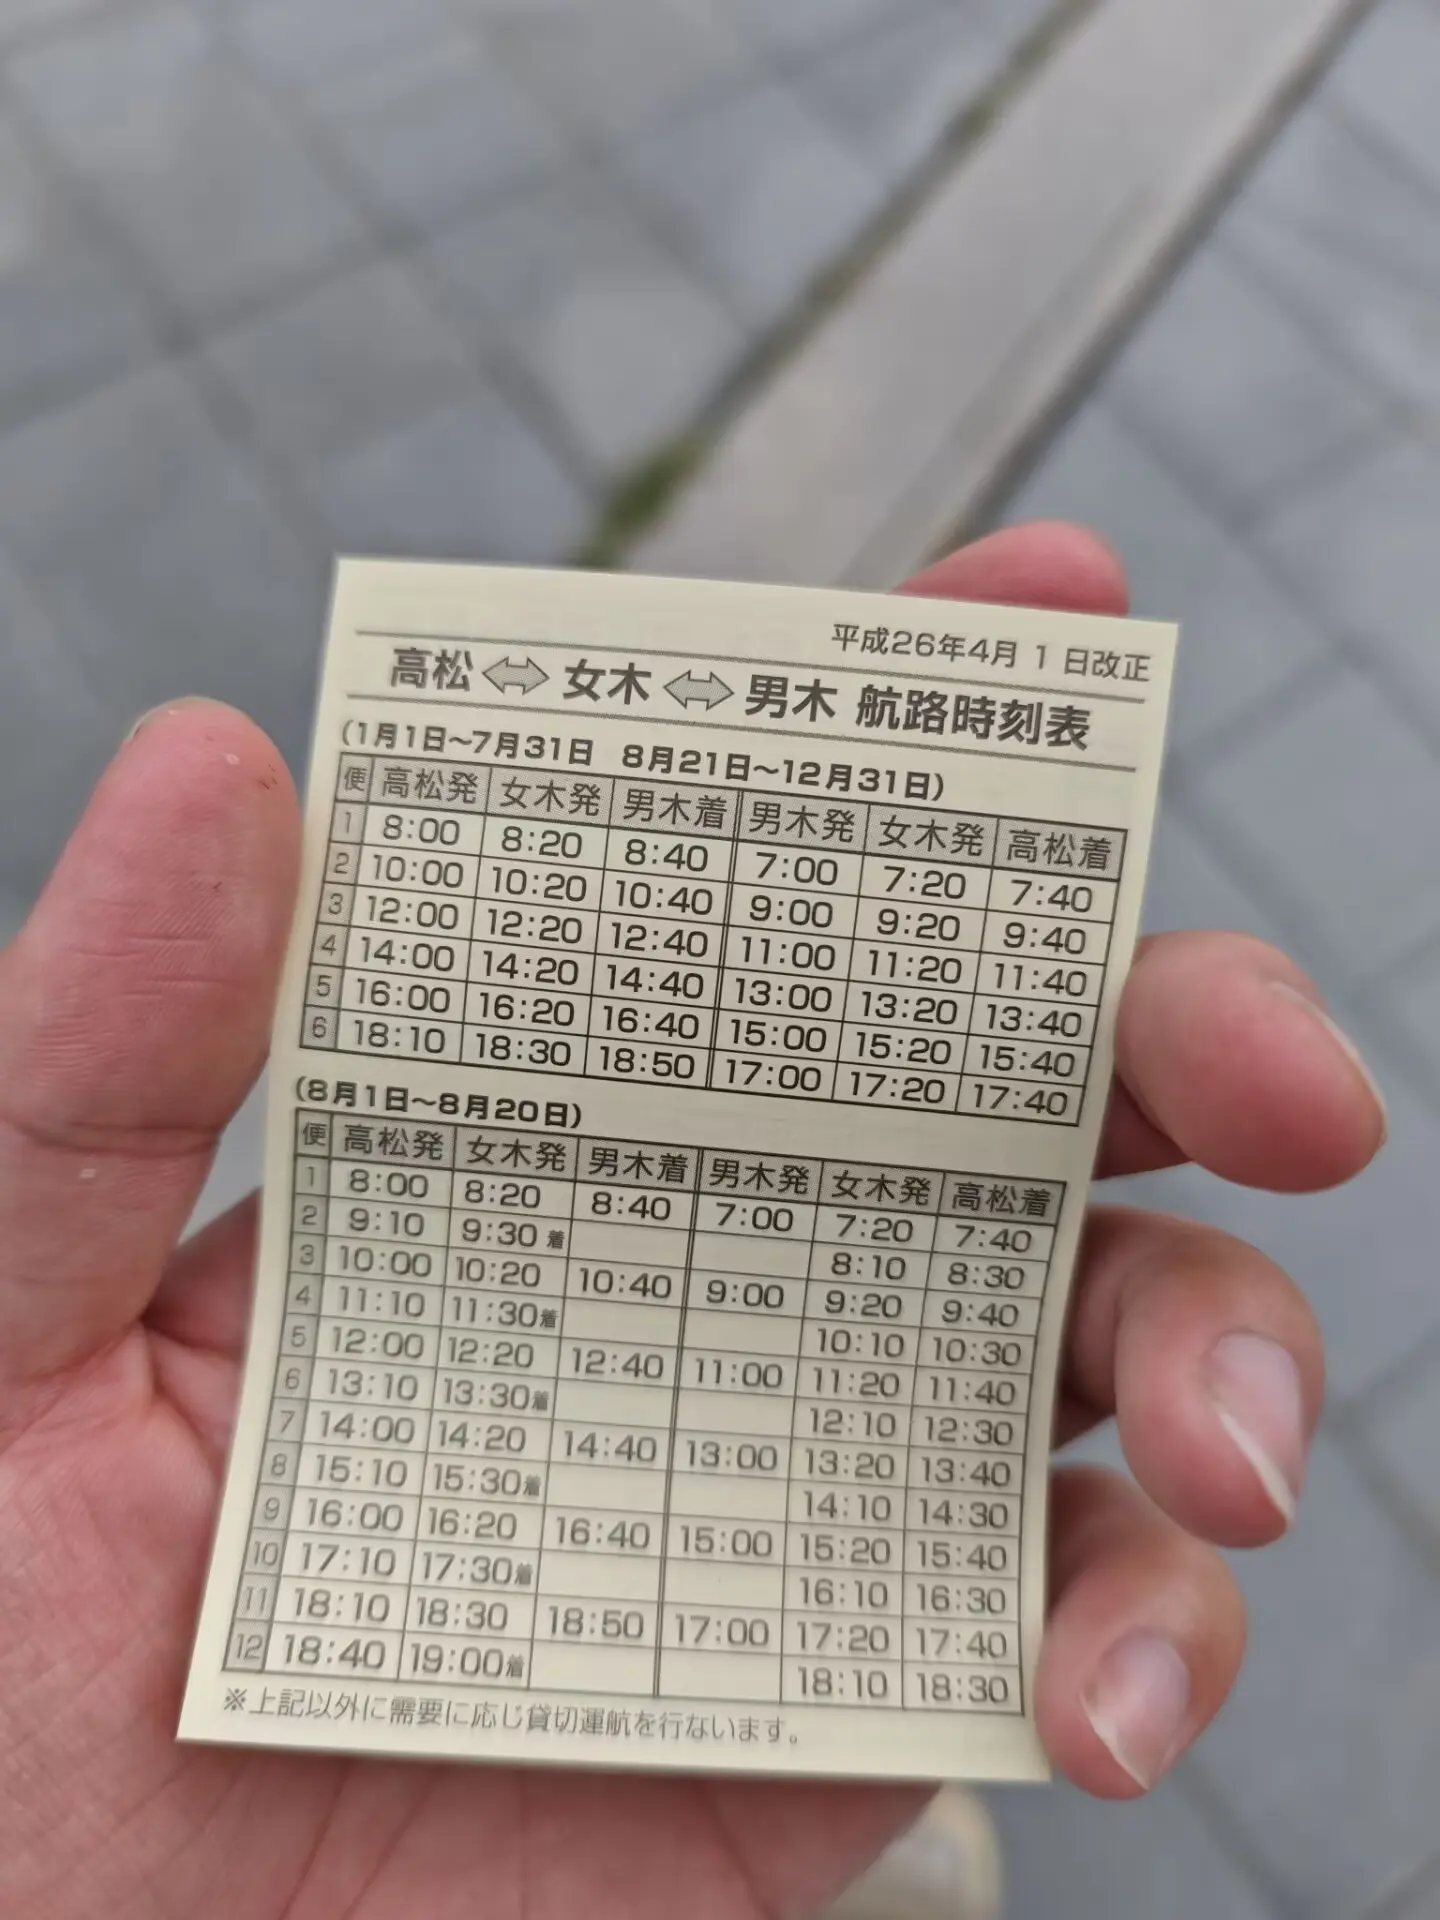 平成26年4月1日改正
高松⇔女木⇔男木 航路時刻表
(1月1日～7月31日 8月21日～12月31日)
便 高松発 女木発 男木着 男木発 女木発 高松着
1 8:00 8:20 8:40 7:00 7:20 7:40
2 10:00 10:20 10:40 9:00 9:20 9:40
3 12:00 12:20 12:40 11:00 11:20 11:40
4 14:00 14:20 14:40 13:00 13:20 13:40
5 16:00 16:20 16:40 15:00 15:20 15:40
6 18:10 18:30 18:50 17:00 17:20 17:40
(8月1日～8月20日)
便 高松発 女木発 男木着 男木発 女木発 高松着
1 8:00 8:20 8:40 7:00 7:20 7:40
2 9:10 9:30着 8:10 8:30
3 10:00 10:20 10:40 9:00 9:20 9:40
4 11:10 11:30着 10:10 10:30
5 12:00 12:20 12:40 11:00 11:20 11:40
6 13:10 13:30着 12:10 12:30
7 14:00 14:20 14:40 13:00 13:20 13:40
8 15:10 15:30着 14:10 14:30
9 16:00 16:20 16:40 15:00 15:20 15:40
10 17:10 17:30着 16:10 16:30
11 18:10 18:30 18:50 17:00 17:20 17:40
12 18:40 19:00着 18:10 18:30
※上記以外に需要に応じ貸切運航を行ないます。